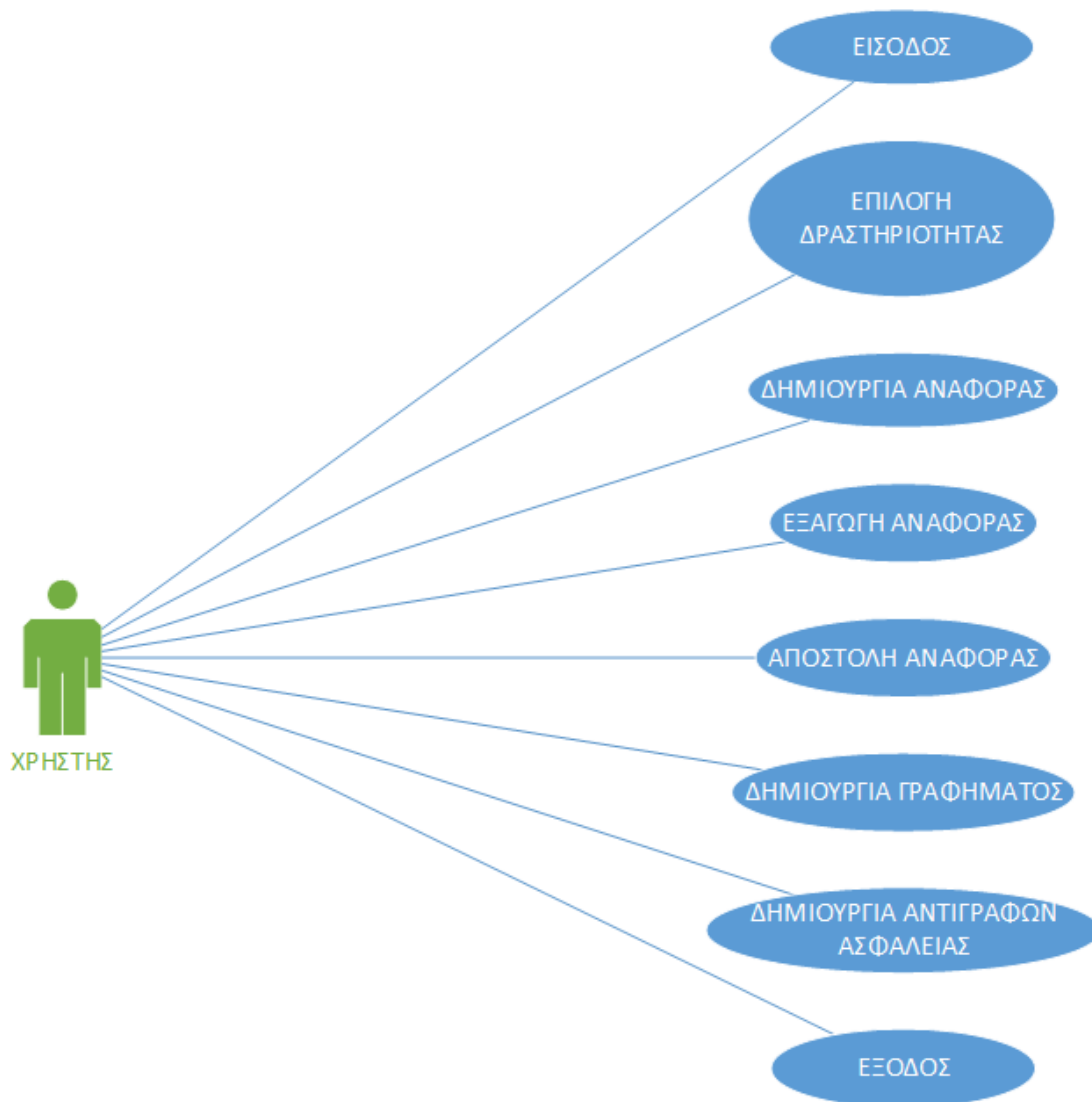 ΕΙΣΟΔΟΣ
ΕΠΙΛΟΓΗ
ΔΡΑΣΤΗΡΙΟΤΗΤΑΣ
ΔΗΜΙΟΥΡΓΙΑ ΑΝΑΦΟΡΑΣ
ΕΞΑΓΩΓΗ ΑΝΑΦΟΡΑΣ
ΑΠΟΣΤΟΛΗ ΑΝΑΦΟΡΑΣ
ΧΡΗΣΤΗΣ
ΔΗΜΙΟΥΡΓΙΑ ΓΡΑΦΗΜΑΤΟΣ
ΔΗΜΙΟΥΡΓΙΑ ΑΝΤΙΓΡΑΦΩΝ
ΑΣΦΑΛΕΙΑΣ
ΕΞΟΔΟΣ